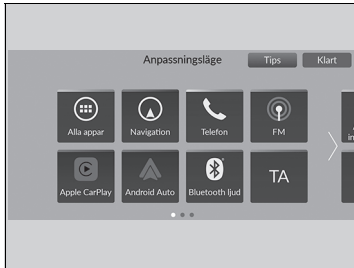 Anpassningsläge Tips Klart
Alla appar Navigation Telefon FM
Apple CarPlay Android Auto Bluetooth ljud TA